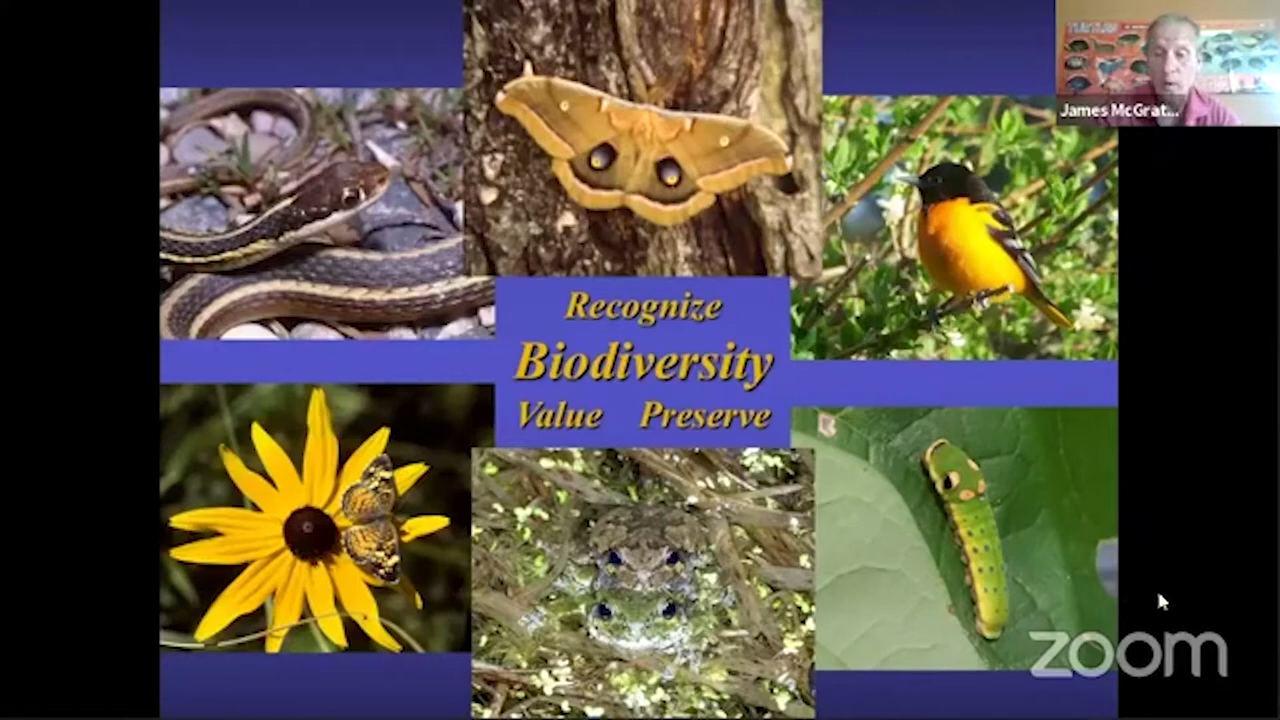 James McGrat...
Recognize
Biodiversity
Value Preserve
zoom